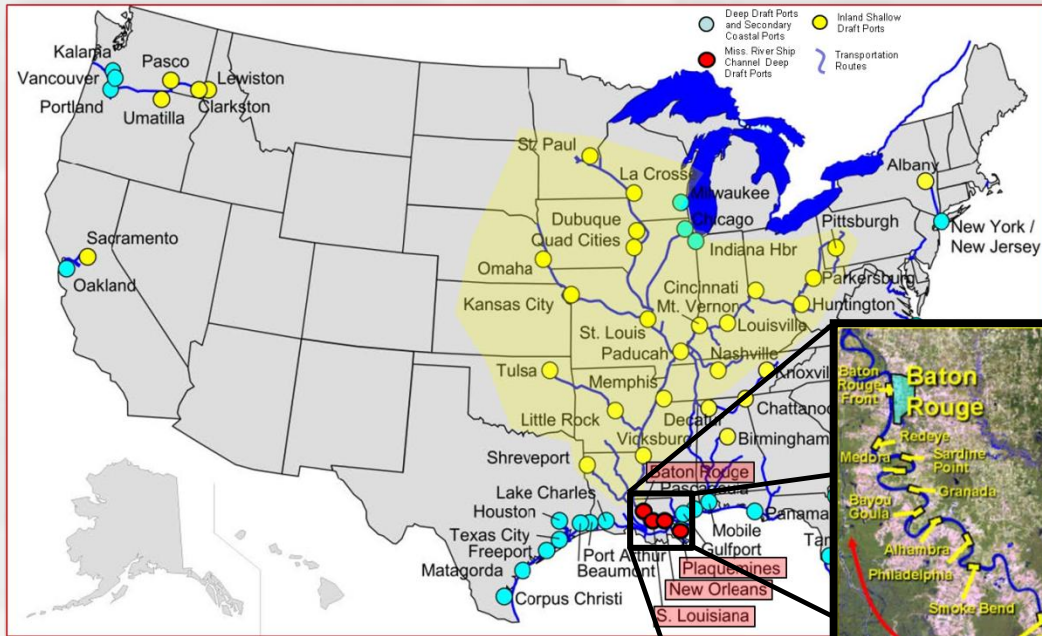 Deep Draft Ports
and Secondary
Coastal Ports
Inland Shallow
Draft Ports
Miss. River Ship
Channel Deep
Draft Ports
Transportation
Routes
Kalama
Vancouver
Portland
Pasco
Umatilla
Lewiston
Clarkston
Sacramento
Oakland
St. Paul
La Crosse
Milwaukee
Dubuque
Chicago
Quad Cities
Indiana Hbr
Omaha
Kansas City
Cincinnati
Mt. Vernon
St. Louis
Louisville
Paducah
Nashville
Albany
Pittsburgh
New York /
New Jersey
Parkersburg
Huntington
Tulsa
Memphis
Little Rock
Decatur
Vicksburg
Birmingham
Shreveport
Baton Rouge
Lake Charles
Houston
Texas City
Freeport
Matagorda
Port Arthur
Beaumont
Corpus Christi
Mobile
Gulfport
Plaquemines
New Orleans
S. Louisiana
Baton
Rouge
Front
Baton
Rouge
Redeye
Medora
Sardine
Point
Granada
Bayou
Goula
Alhambra
Philadelphia
Smoke Bend